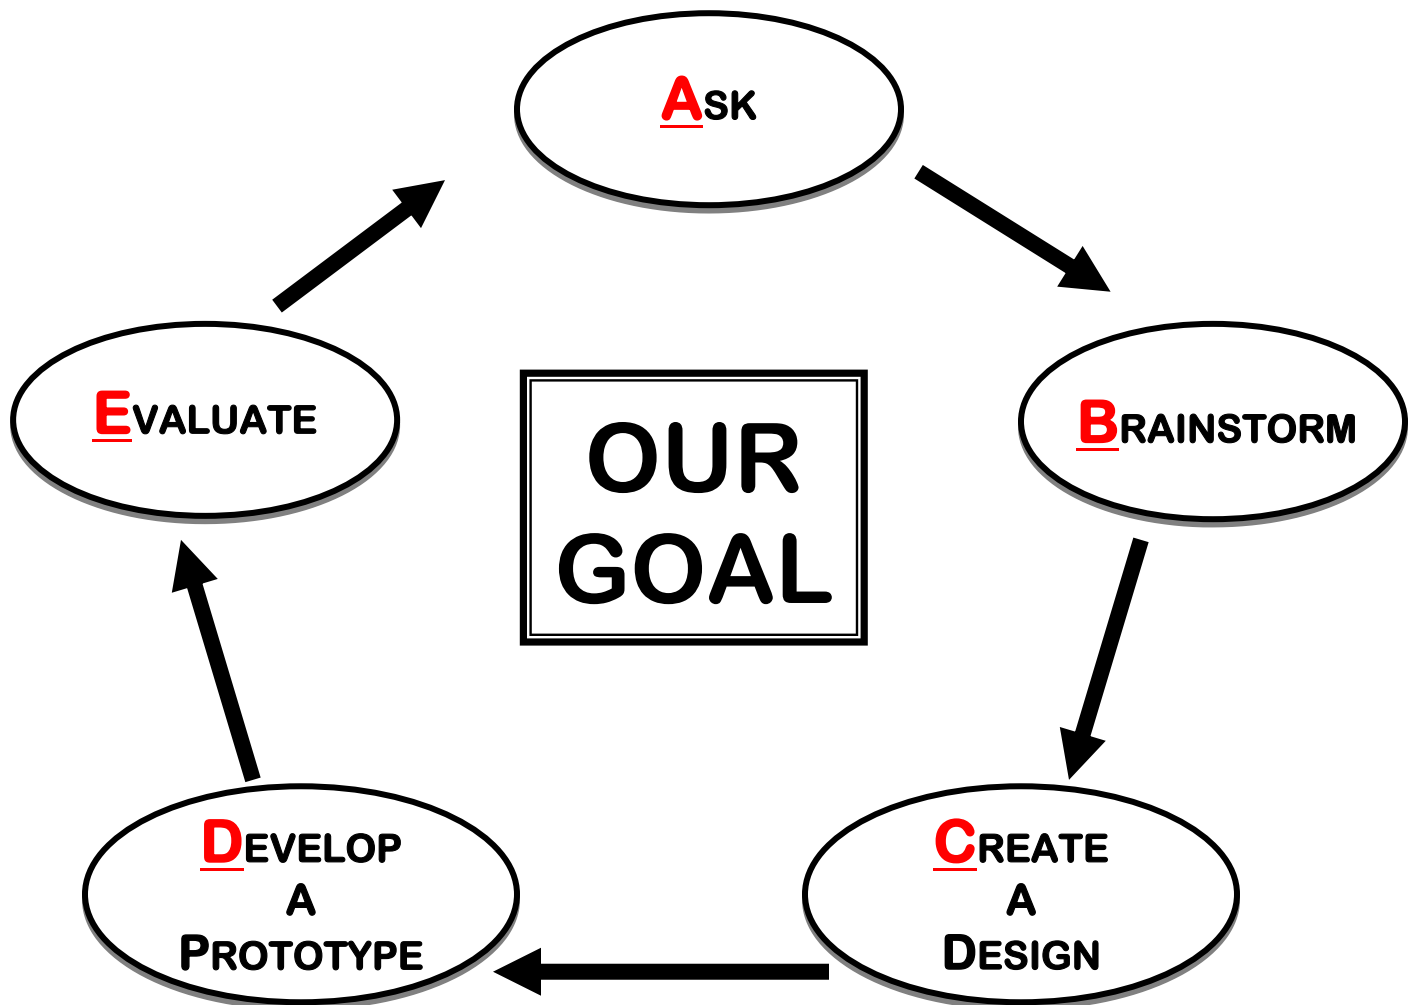 ASK
BRAINSTORM
CREATE
A
DESIGN
DEVELOP
A
PROTOTYPE
EVALUATE
OUR
GOAL